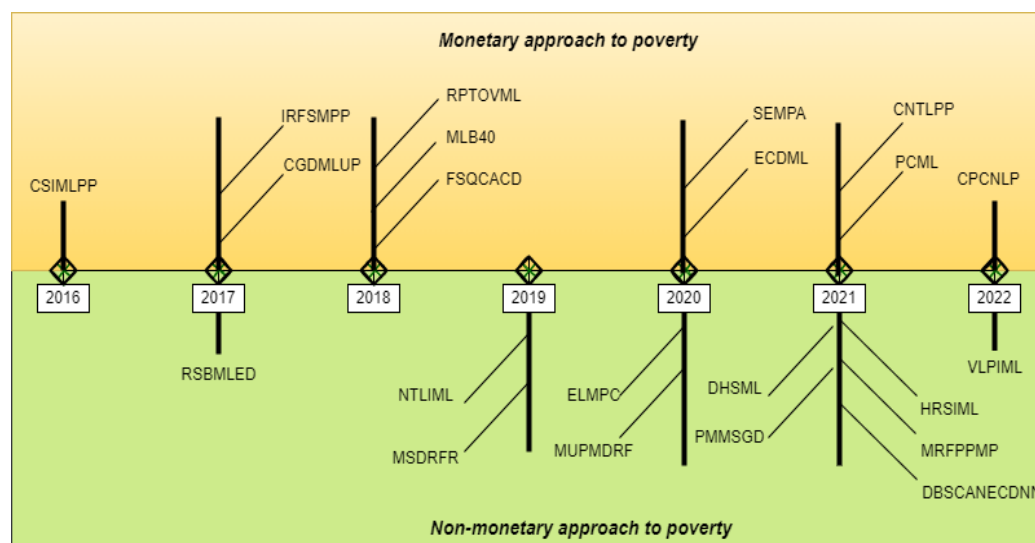 Monetary approach to poverty
RPTOVML
CNTLPP
IRFSMPP
SEMPA
MLB40
ECDML
PCML
CGDMLUP
FSQCACD
CSIMLPP
CPCNLP
2016
2017
2018
2019
2020
2021
2022
RSBMLED
VLPIML
NTLIML
ELMPC
DHSML
HRSIML
MSDRFR
MUPMDRF
PMMSGD
MRFPPMP
DBSCANECDNN
Non-monetary approach to poverty